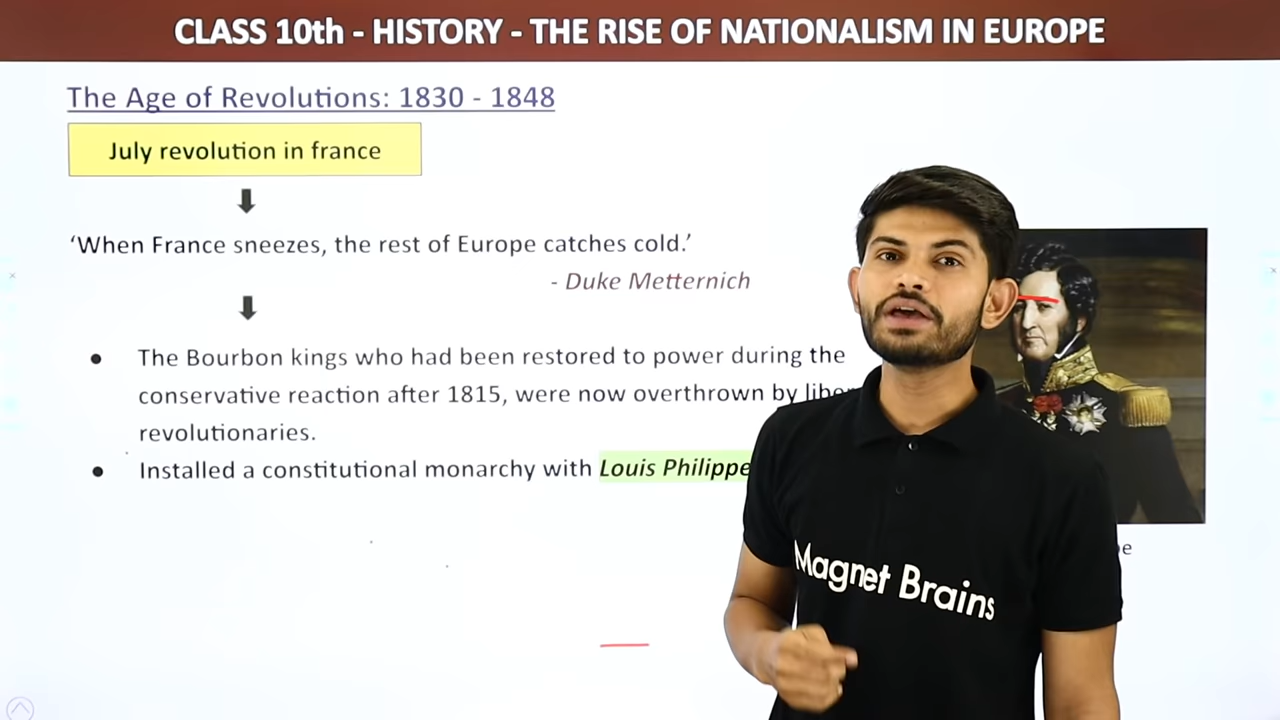 CLASS 10th - HISTORY - THE RISE OF NATIONALISM IN EUROPE
The Age of Revolutions: 1830 - 1848
July revolution in france
‘When France sneezes, the rest of Europe catches cold.’
- Duke Metternich
● The Bourbon kings who had been restored to power during the
conservative reaction after 1815, were now overthrown by
revolutionaries.
● Installed a constitutional monarchy with Louis Philippe
Magnet Brains